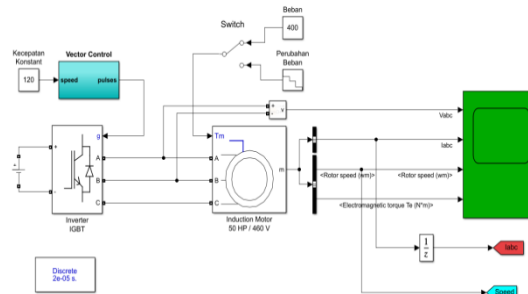 Beban
Switch
400
Kecepatan
Konstant
Vector Control
120
speed
pulses
Perubahan
Beban
+
-
v
Vabc
g
Tm
+
-
A
B
C
A
B
C
m
Iabc
<Rotor speed (wm)>
<Rotor speed (wm)>
<Electromagnetic torque Te (N*m)>
Inverter
IGBT
Induction Motor
50 HP / 460 V
1
z
Iabc
Discrete
2e-05 s.
Speed